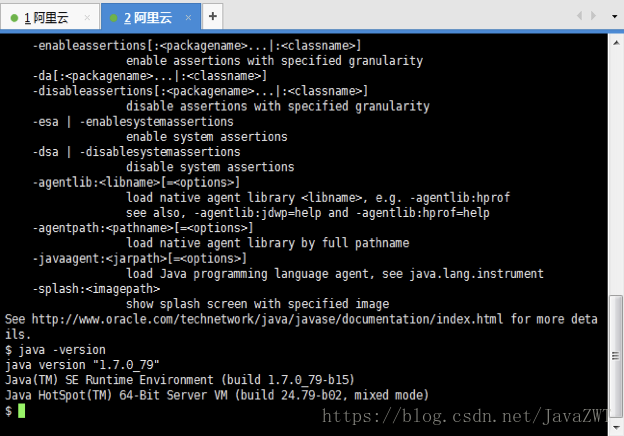 1 阿里云
2 阿里云
-enableassertions[:<packagename>...|:<classname>]
enable assertions with specified granularity
-da[:<packagename>...|:<classname>]
-disableassertions[:<packagename>...|:<classname>]
disable assertions with specified granularity
-esa | -enablesystemassertions
enable system assertions
-dsa | -disablesystemassertions
disable system assertions
-agentlib:<libname>[=<options>]
load native agent library <libname>, e.g. -agentlib:hprof
see also, -agentlib:jdwp=help and -agentlib:hprof=help
-agentpath:<pathname>[=<options>]
load native agent library by full pathname
-javaagent:<jarpath>[=<options>]
load Java programming language agent, see java.lang.instrument
-splash:<imagepath>
show splash screen with specified image
See http://www.oracle.com/technetwork/java/javase/documentation/index.html for more deta
ils.
$ java -version
java version "1.7.0_79"
Java(TM) SE Runtime Environment (build 1.7.0_79-b15)
Java HotSpot(TM) 64-Bit Server VM (build 24.79-b02, mixed mode)
$
https://blog.csdn.net/JavaZWT